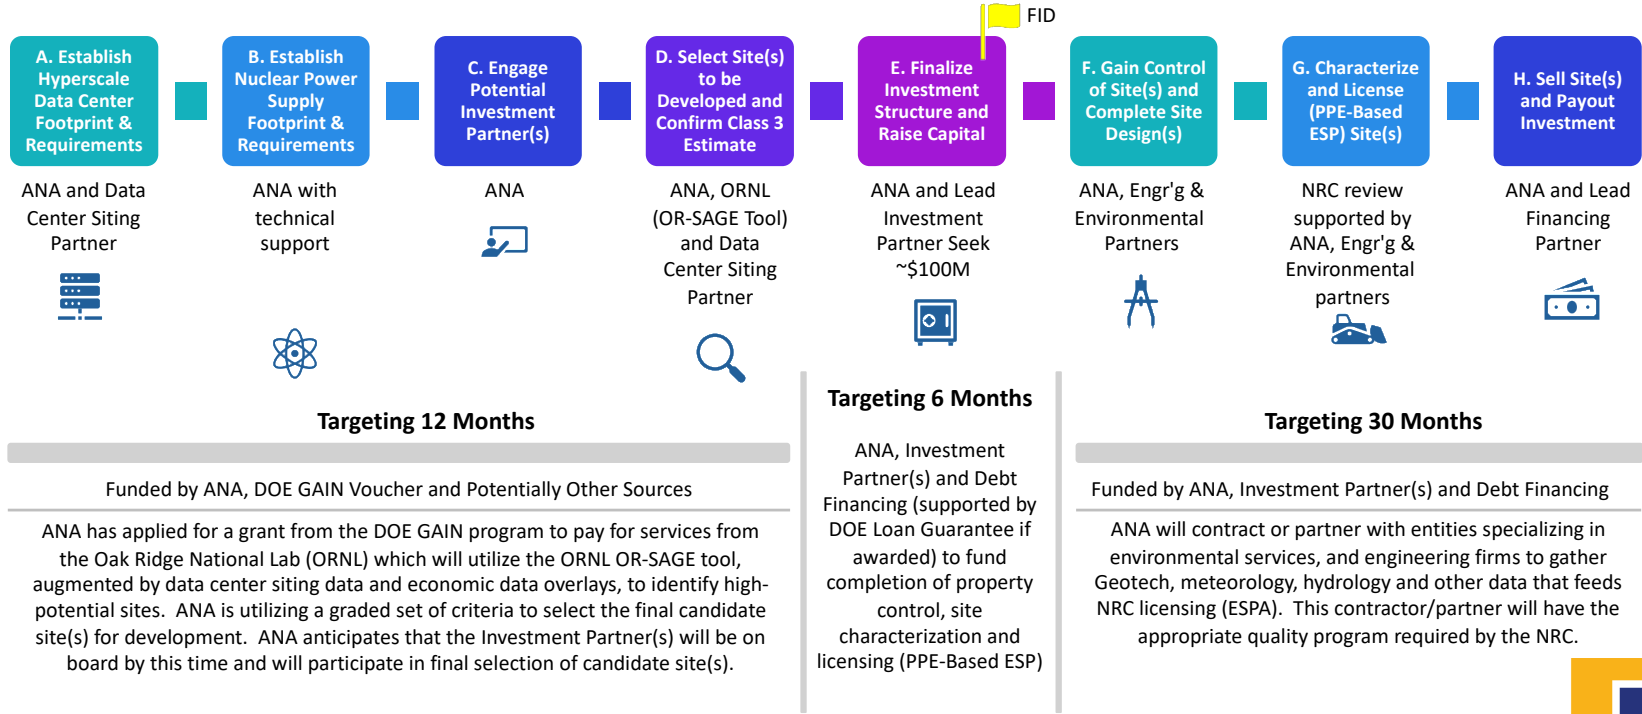 FID
A. Establish
Hyperscale
Data Center
Footprint &
Requirements
B. Establish
Nuclear Power
Supply
Footprint &
Requirements
C. Engage
Potential
Investment
Partner(s)
D. Select Site(s)
to be
Developed and
Confirm Class 3
Estimate
E. Finalize
Investment
Structure and
Raise Capital
F. Gain Control
of Site(s) and
Complete Site
Design(s)
G. Characterize
and License
(PPE-Based
ESP) Site(s)
H. Sell Site(s)
and Payout
Investment
ANA and Data
Center Siting
Partner
ANA with
technical
support
ANA
ANA, ORNL
(OR-SAGE Tool)
and Data
Center Siting
Partner
ANA and Lead
Investment
Partner Seek
~$100M
ANA, Engr'g &
Environmental
Partners
NRC review
supported by
ANA, Engr'g &
Environmental
partners
ANA and Lead
Financing
Partner
Targeting 12 Months
Funded by ANA, DOE GAIN Voucher and Potentially Other Sources
ANA has applied for a grant from the DOE GAIN program to pay for services from
the Oak Ridge National Lab (ORNL) which will utilize the ORNL OR-SAGE tool,
augmented by data center siting data and economic data overlays, to identify high-
potential sites.  ANA is utilizing a graded set of criteria to select the final candidate
site(s) for development.  ANA anticipates that the Investment Partner(s) will be on
board by this time and will participate in final selection of candidate site(s).
Targeting 6 Months
ANA, Investment
Partner(s) and Debt
Financing (supported by
DOE Loan Guarantee if
awarded) to fund
completion of property
control, site
characterization and
licensing (PPE-Based ESP)
Targeting 30 Months
Funded by ANA, Investment Partner(s) and Debt Financing
ANA will contract or partner with entities specializing in
environmental services, and engineering firms to gather
Geotech, meteorology, hydrology and other data that feeds
NRC licensing (ESPA).  This contractor/partner will have the
appropriate quality program required by the NRC.